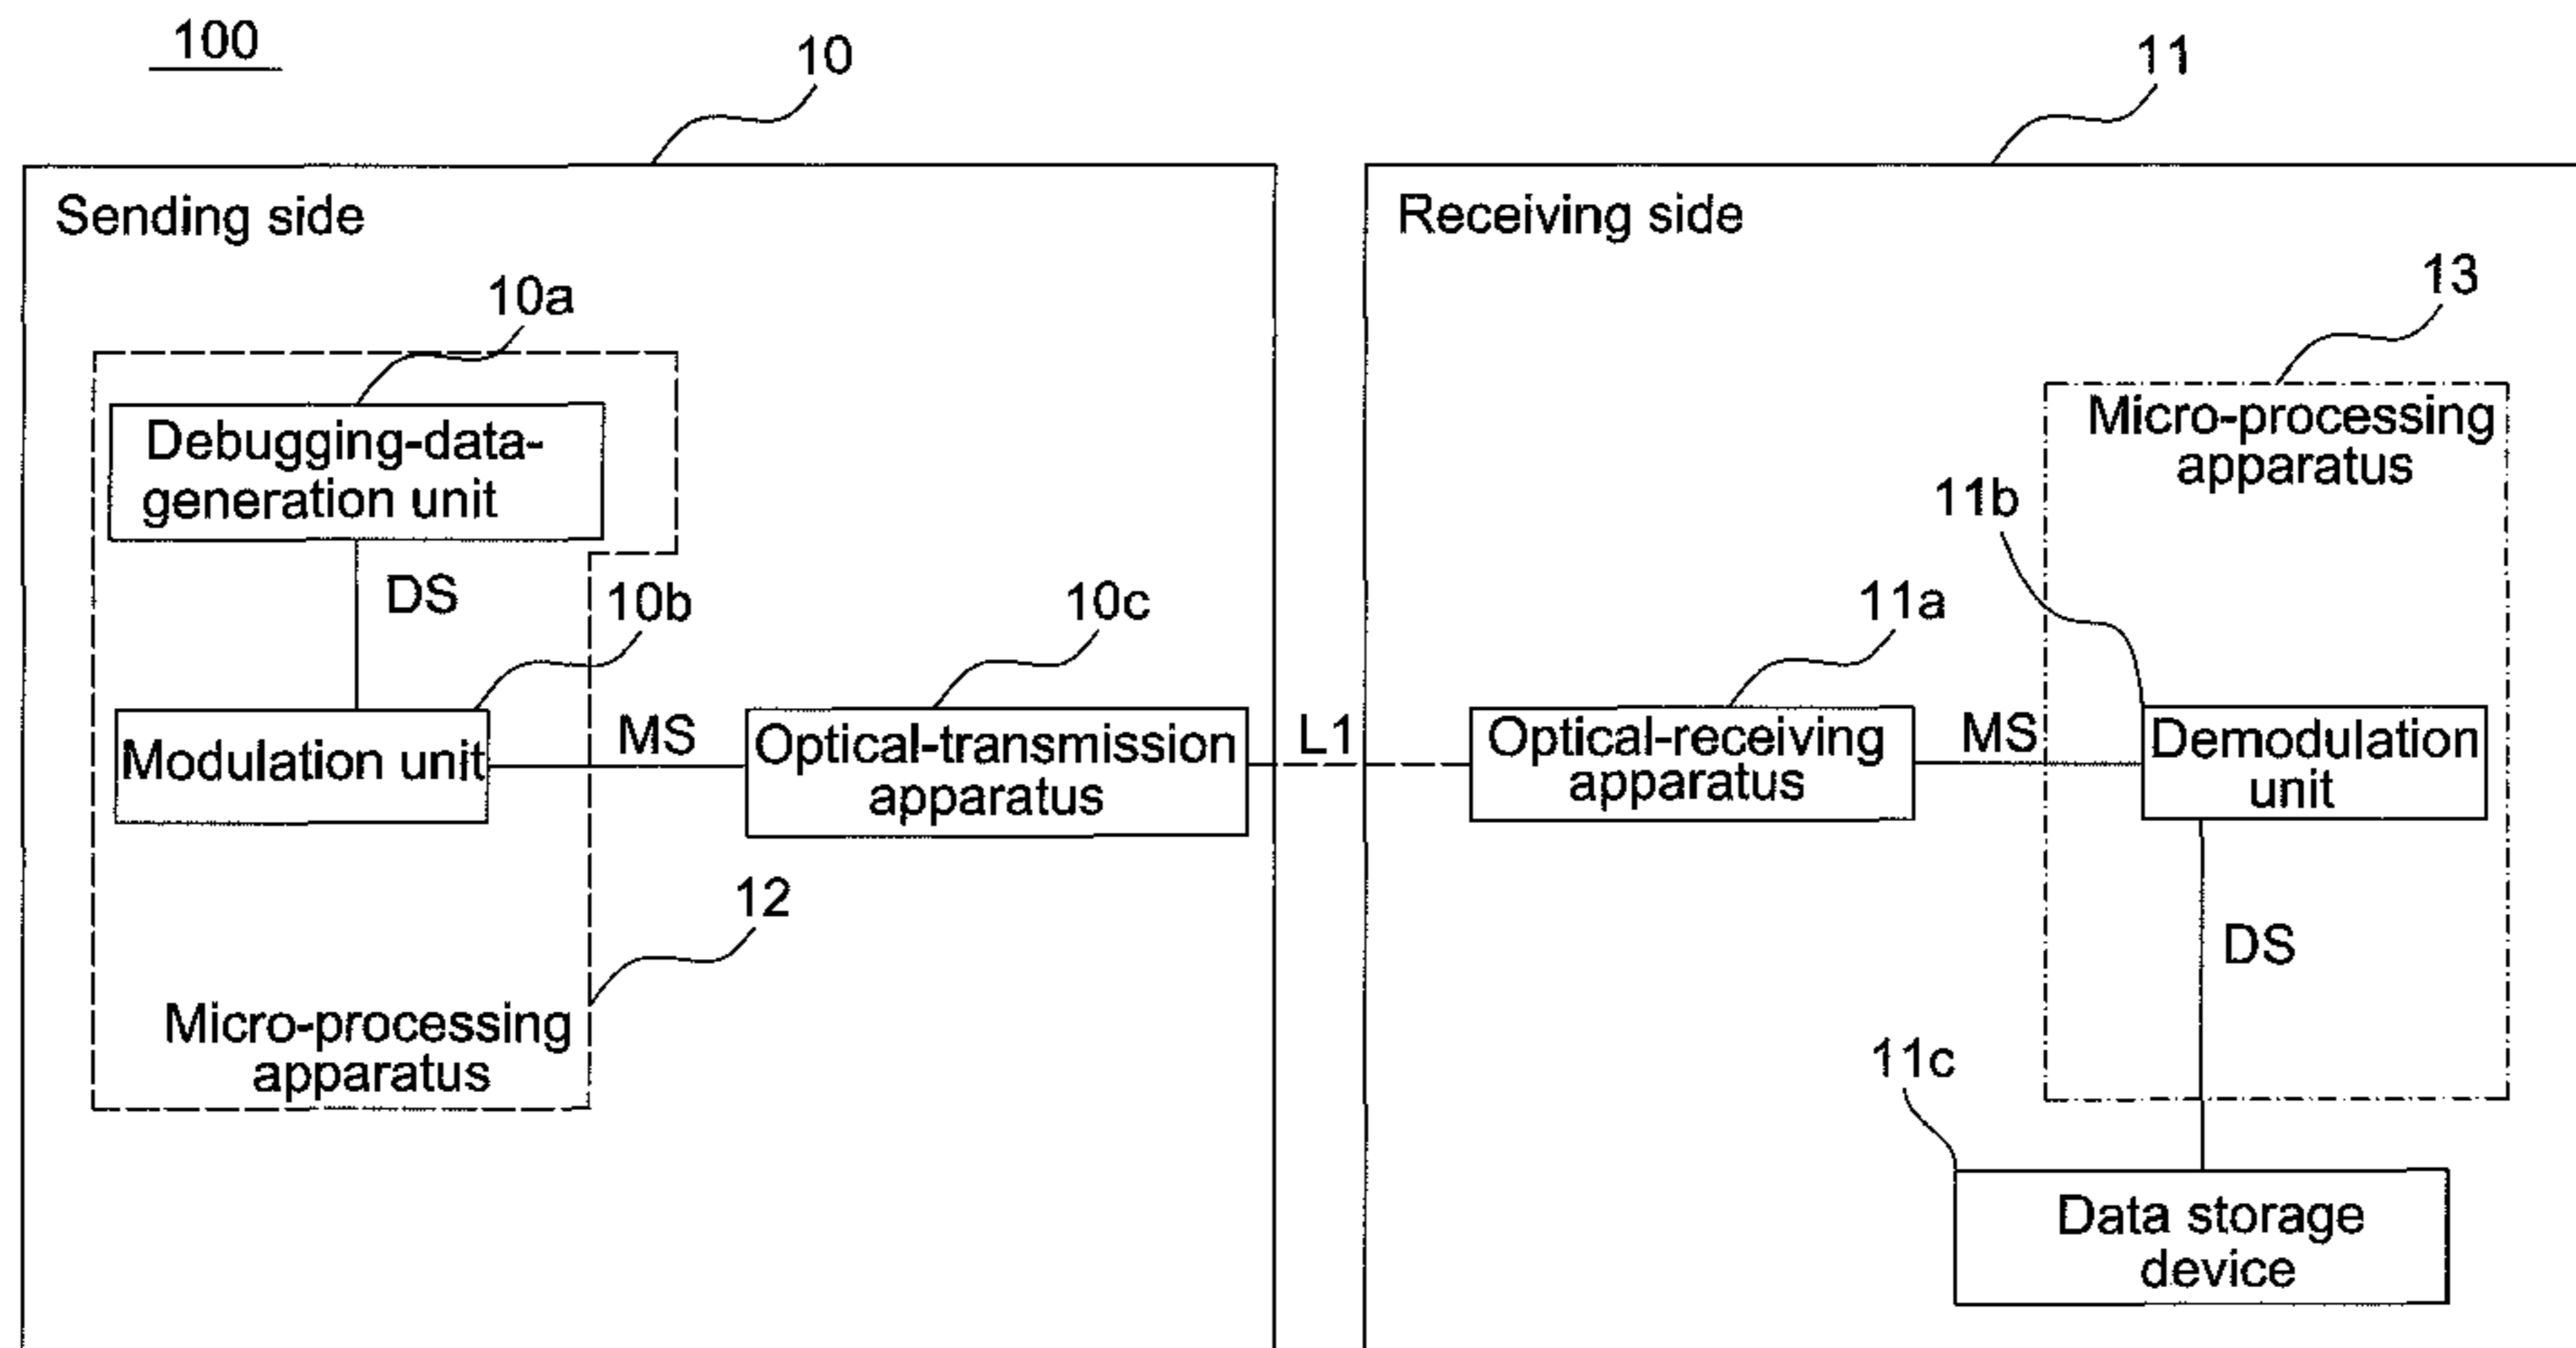 100
10
11
Sending side
Receiving side
10a
13
Debugging-data-
generation unit
Micro-processing
apparatus
11b
DS
10b
10c
11a
Modulation unit
MS
Optical-transmission
apparatus
L1
Optical-receiving
apparatus
MS
Demodulation
unit
12
DS
Micro-processing
apparatus
11c
Data storage
device